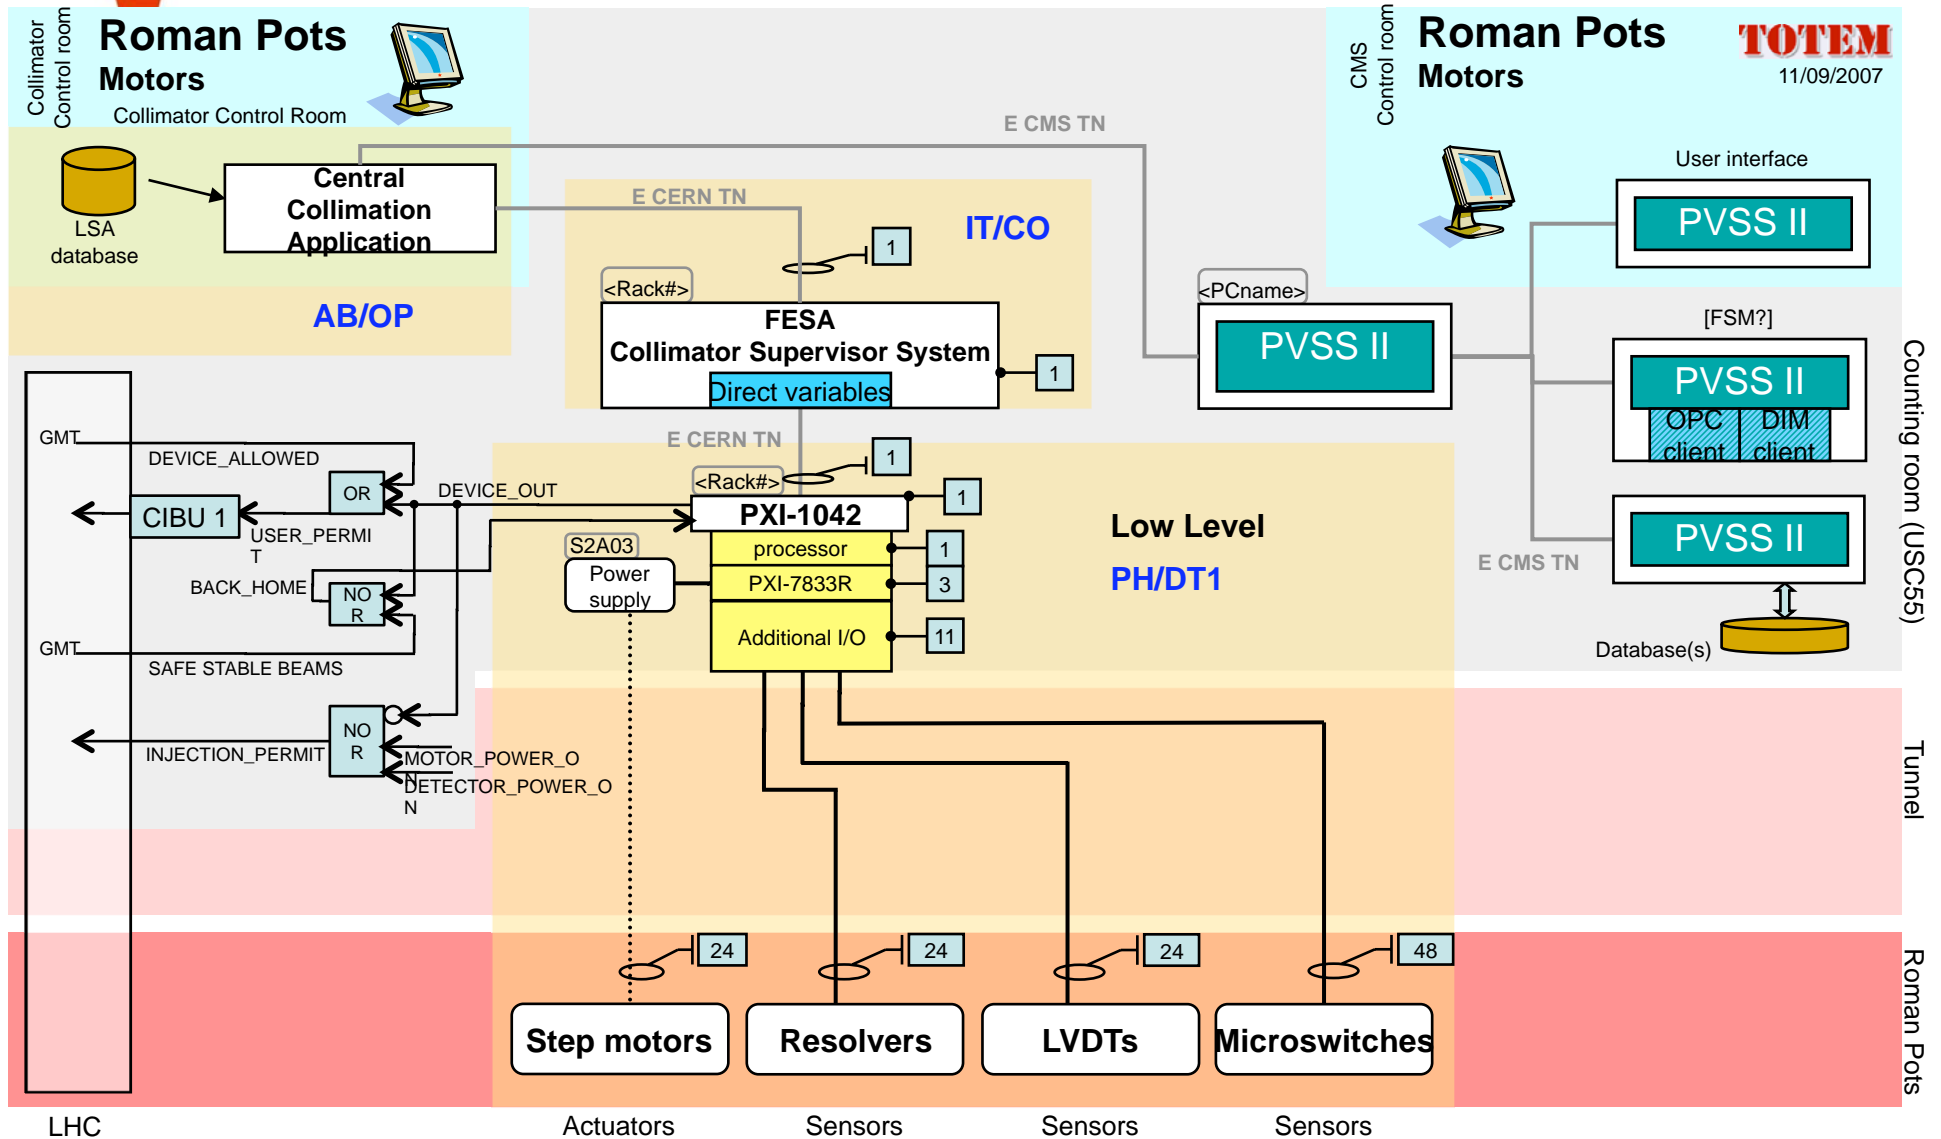 Collimator
Control room
Roman Pots
Motors
Collimator Control Room
CMS
Control room
Roman Pots
Motors
TOTEM
11/09/2007
E CMS TN
LSA
database
Central
Collimation
Application
E CERN TN
IT/CO
1
User interface
PVSS II
AB/OP
<Rack#>
FESA
Collimator Supervisor System
Direct variables
1
<PCname>
PVSS II
[FSM?]
PVSS II
OPC
client
DIM
client
Counting room (USC55)
GMT
DEVICE_ALLOWED
E CERN TN
1
<Rack#>
OR
DEVICE_OUT
CIBU 1
USER_PERMI
T
PXI-1042
1
Low Level
PH/DT1
PVSS II
E CMS TN
S2A03
Power
supply
processor
1
PXI-7833R
3
Additional I/O
11
BACK_HOME
NO
R
GMT
SAFE STABLE BEAMS
Database(s)
NO
R
INJECTION_PERMIT
MOTOR_POWER_O
N
DETECTOR_POWER_O
N
Tunnel
24
24
24
48
Step motors
Resolvers
LVDTs
Microswitches
Roman Pots
LHC
Actuators
Sensors
Sensors
Sensors